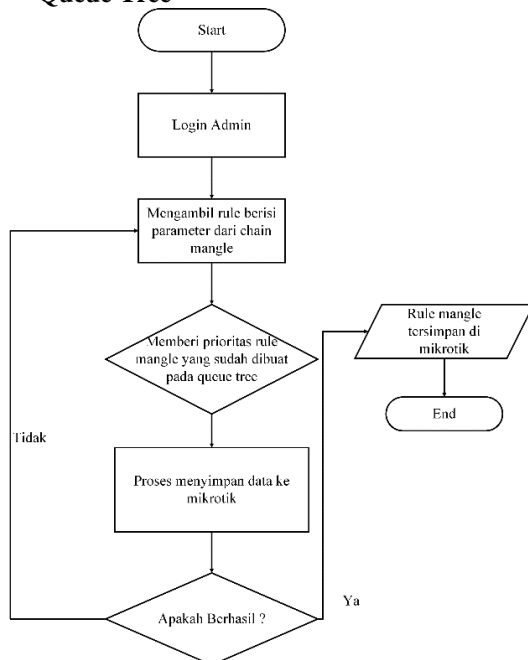 Queue Tree
Start
Login Admin
Mengambil rule berisi
parameter dari chain
mangle
Memberi prioritas rule
mangle yang sudah dibuat
pada queue tree
Rule mangle
tersimpan di
mikrotik
End
Tidak
Proses menyimpan data ke
mikrotik
Apakah Berhasil ?
Ya